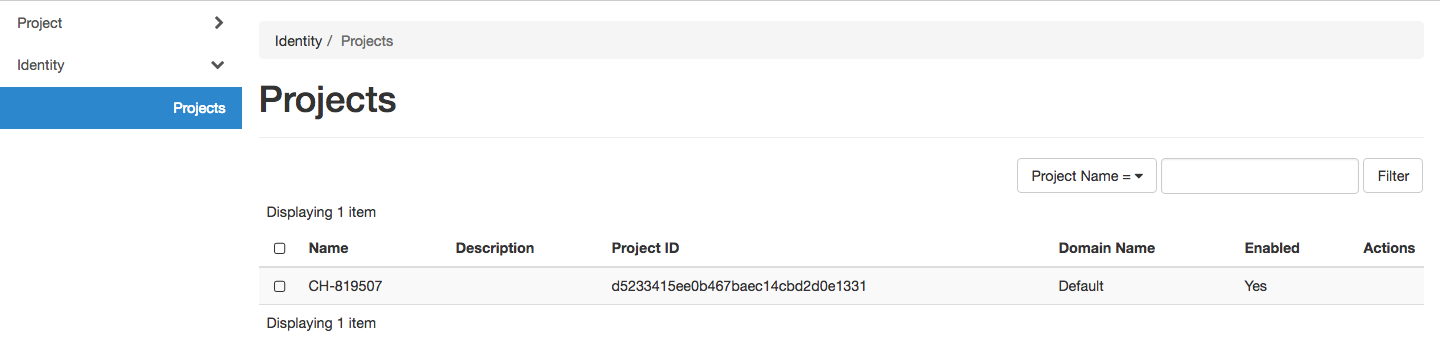 Project
Identity
Projects
Identity / Projects
Projects
Project Name = Filter
Displaying 1 item
Name Description Project ID Domain Name Enabled Actions
CH-819507 d5233415ee0b467baec14cbd2d0e1331 Default Yes
Displaying 1 item